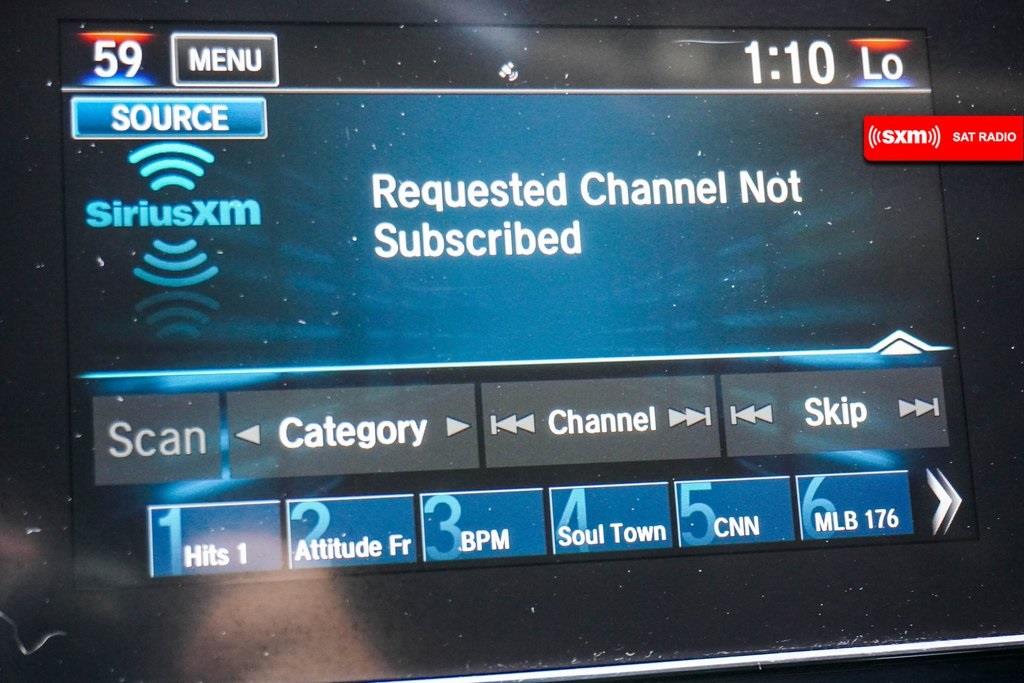 59 MENU 1:10 Lo
SOURCE
((sxm)) SAT RADIO
SiriusXM
Requested Channel Not
Subscribed
Scan Category Channel Skip
1 Hits 1 2 Attitude Fr 3 BPM 4 Soul Town 5 CNN 6 MLB 176